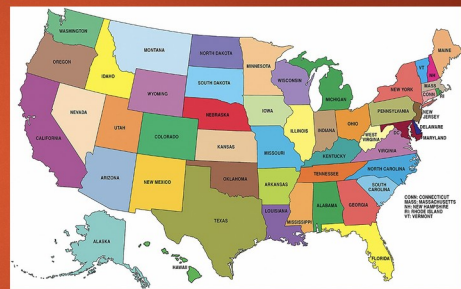 WASHINGTON
MONTANA
NORTH DAKOTA
MINNESOTA
MAINE
VT
NH
OREGON
IDAHO
SOUTH DAKOTA
WISCONSIN
MICHIGAN
NEW YORK
MASS
CONN
RI
WYOMING
IOWA
PENNSYLVANIA
NEW JERSEY
NEBRASKA
NEVADA
UTAH
COLORADO
ILLINOIS
INDIANA
OHIO
DELAWARE
MARYLAND
DC
WEST VIRGINIA
VIRGINIA
CALIFORNIA
KANSAS
MISSOURI
KENTUCKY
NORTH CAROLINA
TENNESSEE
ARIZONA
NEW MEXICO
OKLAHOMA
ARKANSAS
SOUTH CAROLINA
CONN: CONNECTICUT
MASS: MASSACHUSETTS
NH: NEW HAMPSHIRE
RI: RHODE ISLAND
VT: VERMONT
TEXAS
LOUISIANA
MISSISSIPPI
ALABAMA
GEORGIA
ALASKA
HAWAII
FLORIDA